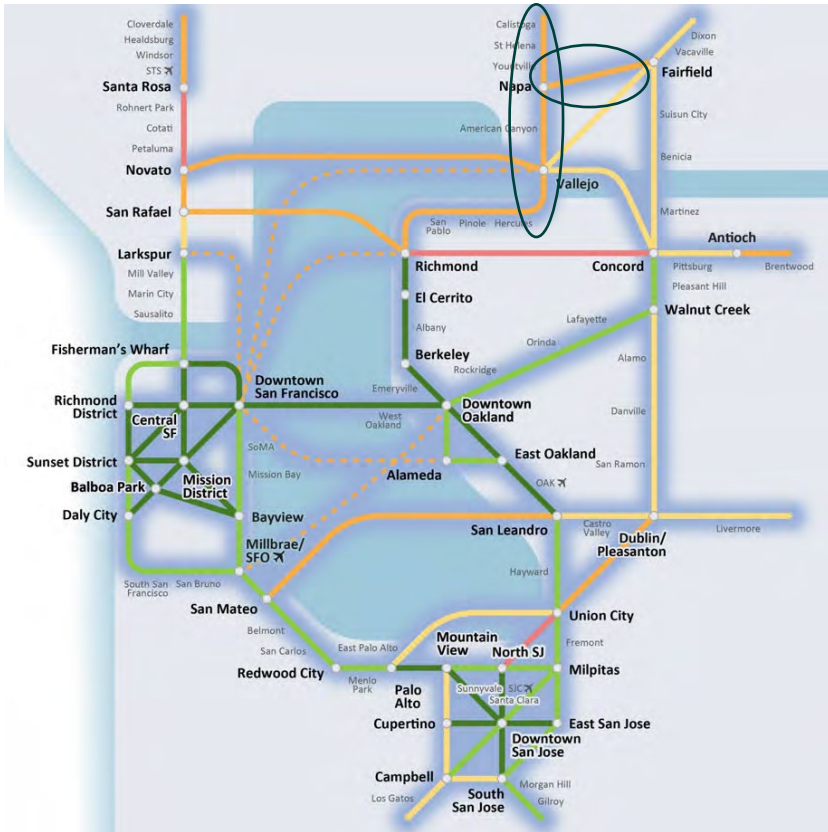 Cloverdale
Healdsburg
Windsor
STS
Santa Rosa
Rohnert Park
Cotati
Petaluma
Novato
San Rafael
Larkspur
Mill Valley
Marin City
Sausalito
Fisherman's Wharf
Calistoga
St Helena
Yountville
Napa
American Canyon
Vallejo
Dixon
Vacaville
Fairfield
Suisun City
Benicia
Martinez
San
Pablo
Pinole
Hercules
Richmond
Concord
Antioch
Pittsburg
Brentwood
Pleasant Hill
Walnut Creek
El Cerrito
Albany
Berkeley
Rockridge
Orinda
Lafayette
Emeryville
West
Oakland
Downtown
Oakland
Alamo
Danville
San Ramon
Richmond
District
Central
SF
Downtown
San Francisco
SoMA
Mission Bay
Sunset District
Balboa Park
Mission
District
Daly City
Bayview
Alameda
East Oakland
OAK
San Leandro
Castro
Valley
Dublin/
Pleasanton
Livermore
Millbrae/
SFO
South San
Francisco
San Bruno
San Mateo
Belmont
San Carlos
Redwood City
Hayward
Union City
Fremont
East Palo Alto
Menlo
Park
Palo
Alto
Mountain
View
North SJ
Milpitas
Sunnyvale
SJC
Santa Clara
Cupertino
East San Jose
Downtown
San Jose
Campbell
Los Gatos
South
San Jose
Morgan Hill
Gilroy